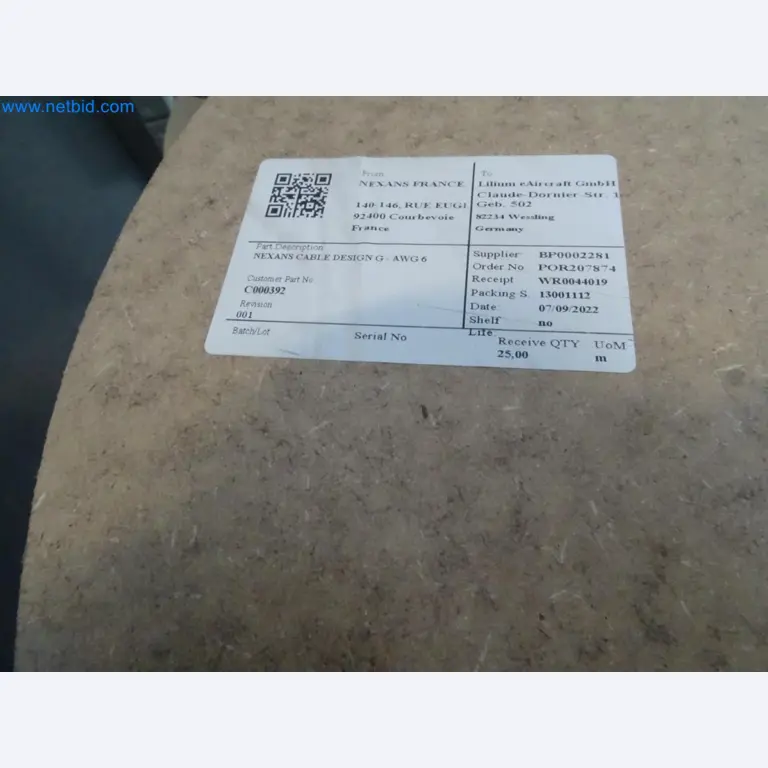 www.netbid.com
From
NEXANS FRANCE
140-146, RUE EUGI
92400 Courbevoie
France
To
Lilium eAircraft GmbH
Claude-Dornier-Str. 1
Geb. 502
82234 Wessling
Germany
Part Description
NEXANS CABLE DESIGN G - AWG 6
Customer Part No
C000392
Revision
001
Supplier BP0002281
Order No POR207874
Receipt WR0044019
Packing S 13001112
Date 07/09/2022
Shelf no
Life
Batch/Lot
Serial No
Receive QTY UoM
25,00 m